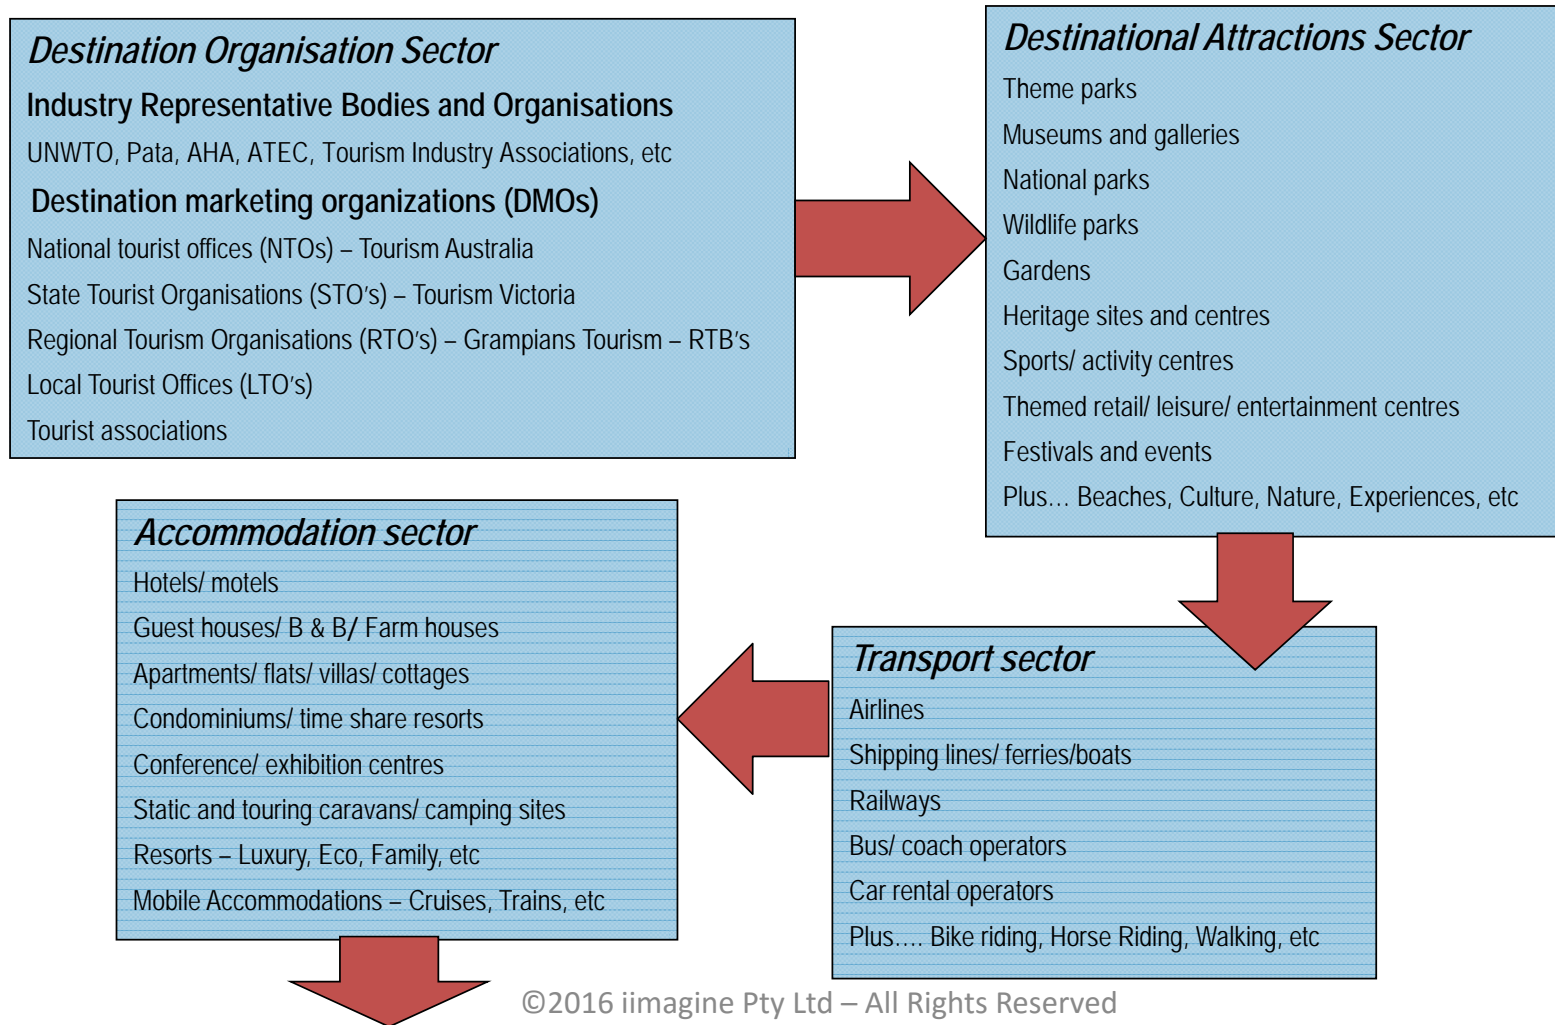 Destination Organisation Sector
Industry Representative Bodies and Organisations
UNWTO, Pata, AHA, ATEC, Tourism Industry Associations, etc
Destination marketing organizations (DMOs)
National tourist offices (NTOs) – Tourism Australia
State Tourist Organisations (STO's) – Tourism Victoria
Regional Tourism Organisations (RTO's) – Grampians Tourism – RTB's
Local Tourist Offices (LTO's)
Tourist associations
Destinational Attractions Sector
Theme parks
Museums and galleries
National parks
Wildlife parks
Gardens
Heritage sites and centres
Sports/ activity centres
Themed retail/ leisure/ entertainment centres
Festivals and events
Plus… Beaches, Culture, Nature, Experiences, etc
Transport sector
Airlines
Shipping lines/ ferries/boats
Railways
Bus/ coach operators
Car rental operators
Plus…. Bike riding, Horse Riding, Walking, etc
Accommodation sector
Hotels/ motels
Guest houses/ B & B/ Farm houses
Apartments/ flats/ villas/ cottages
Condominiums/ time share resorts
Conference/ exhibition centres
Static and touring caravans/ camping sites
Resorts – Luxury, Eco, Family, etc
Mobile Accommodations – Cruises, Trains, etc
©2016 iimagine Pty Ltd – All Rights Reserved